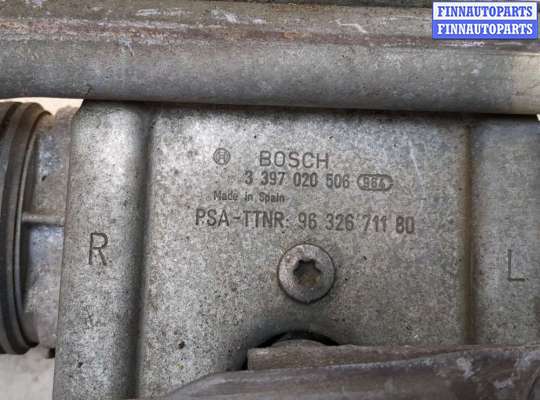 FINNAUTOPARTS
FINNAUTOPARTS
BOSCH
3 397 020 506
Made in Spain
PSA-TTNR: 96 326 711 80
R
L